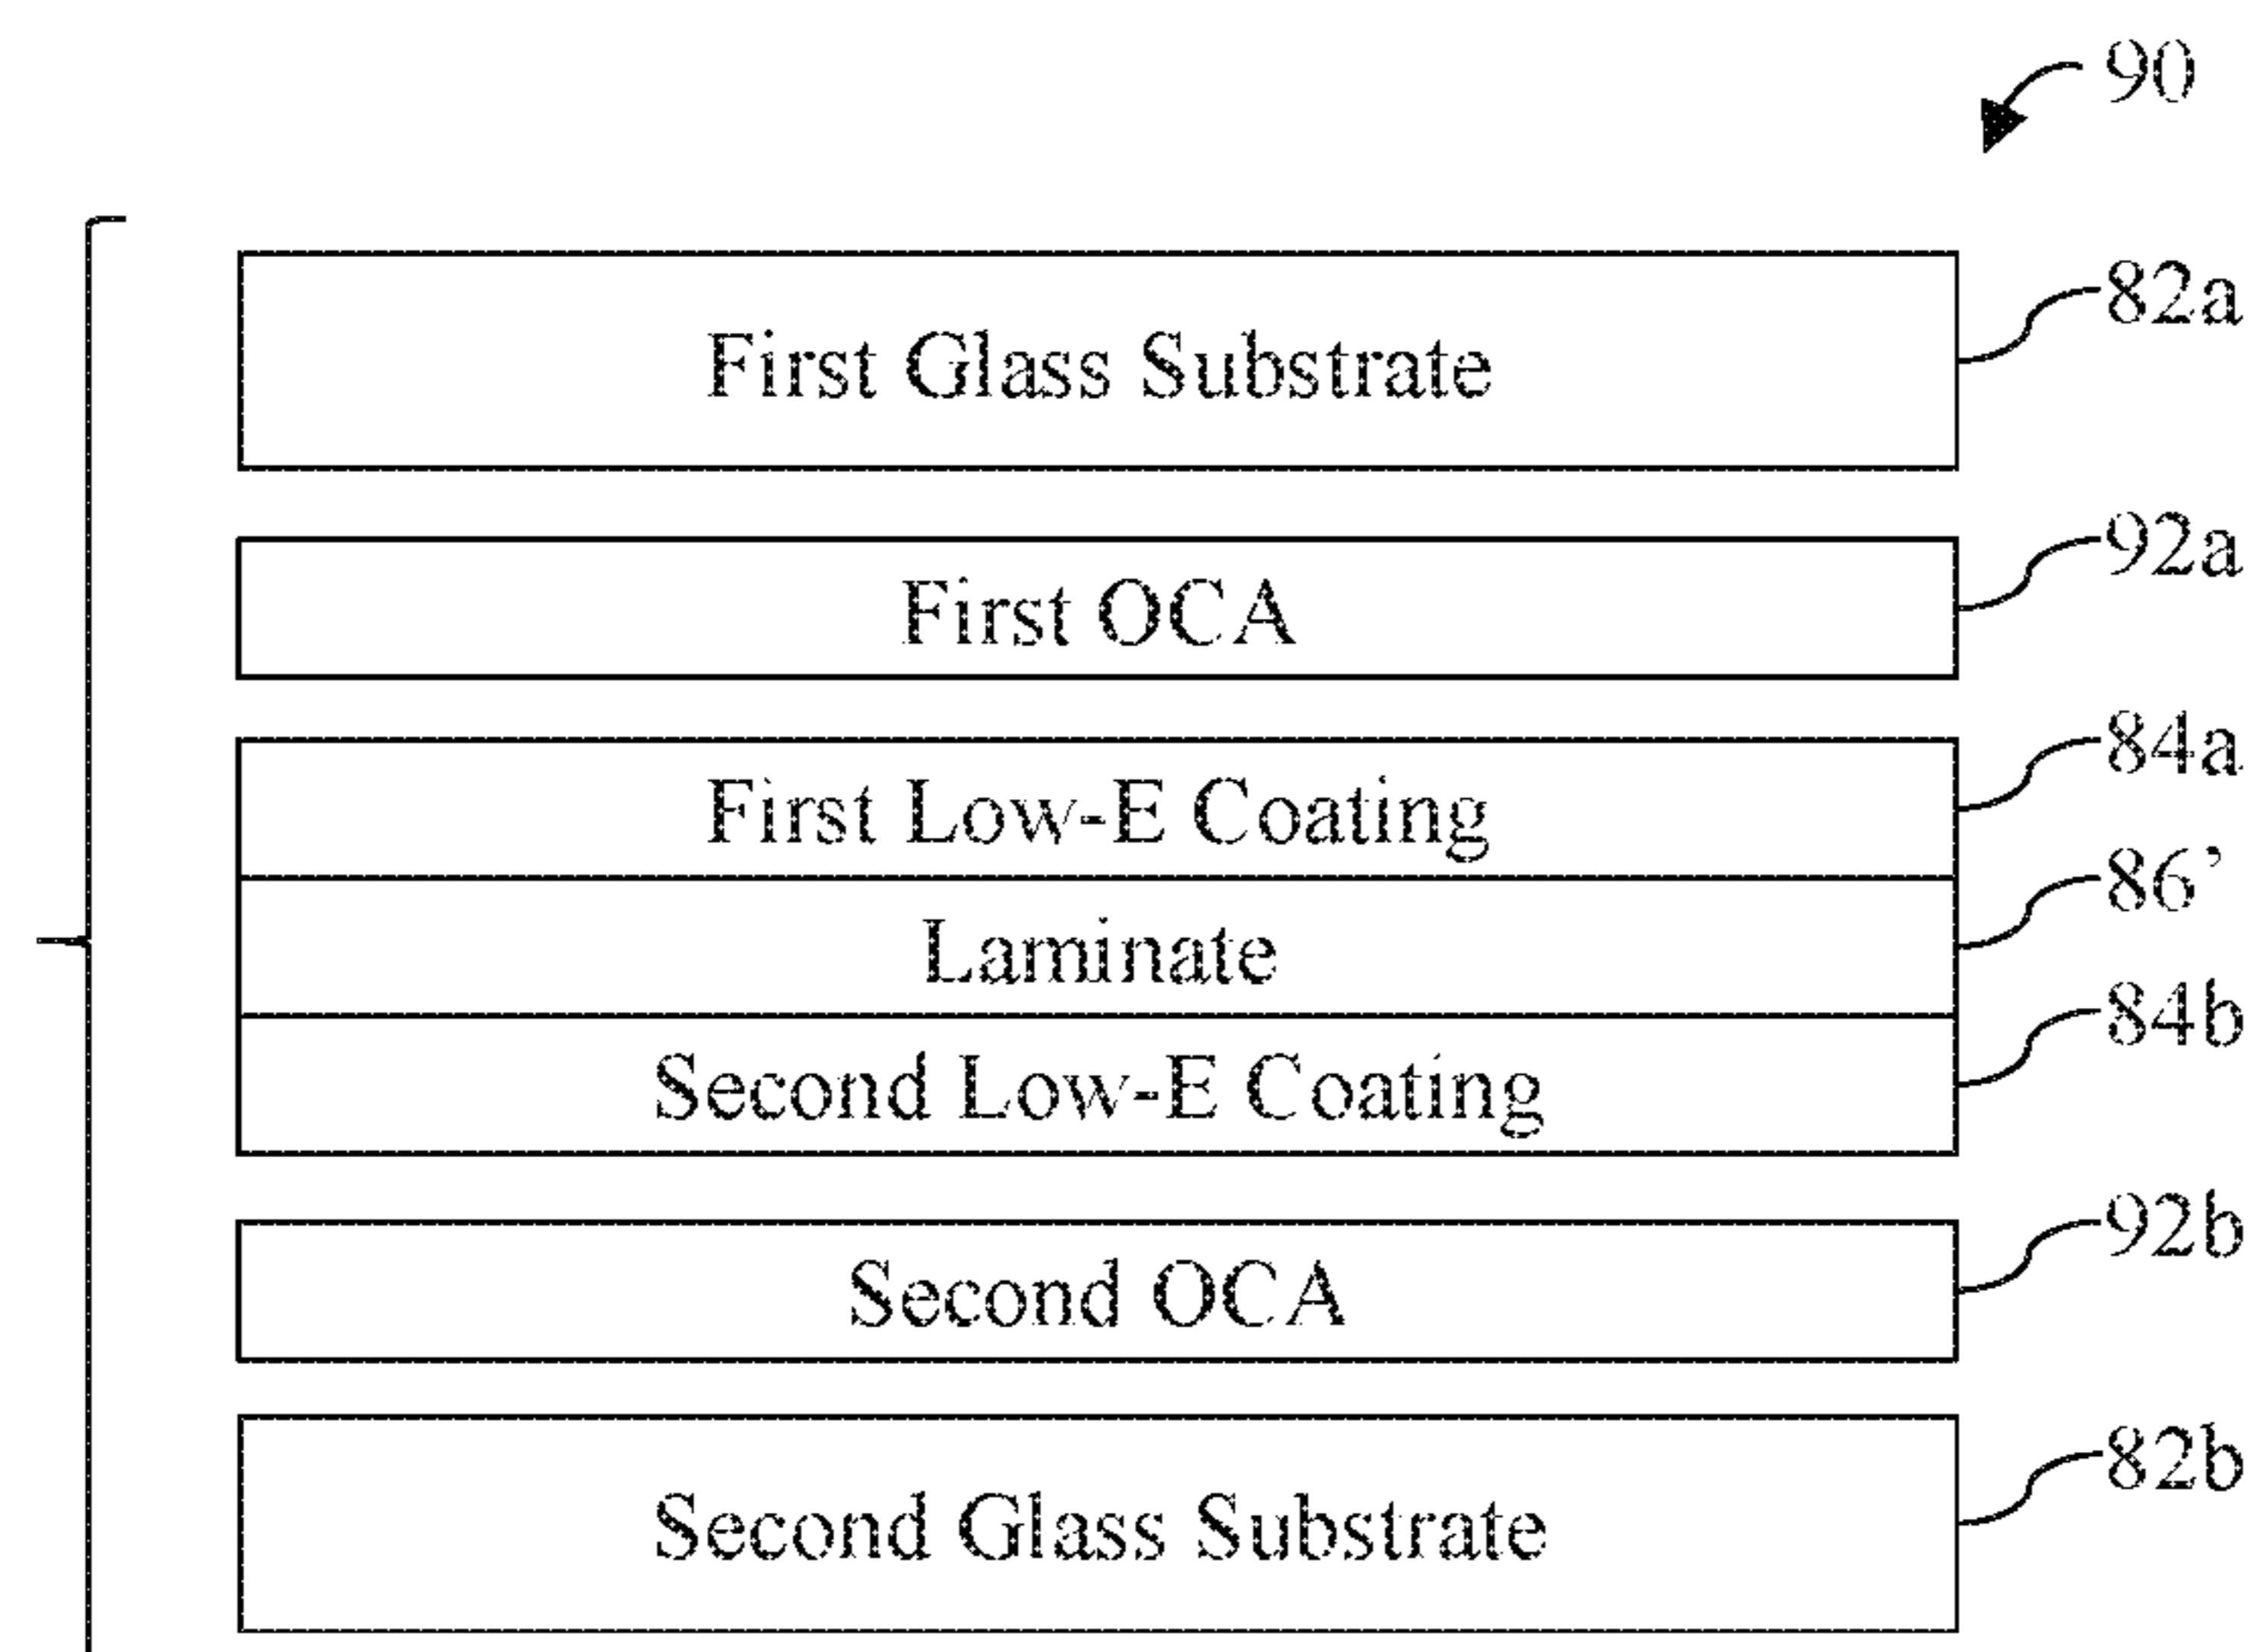 90
First Glass Substrate
82a
First OCA
92a
First Low-E Coating
84a
Laminate
86’
Second Low-E Coating
84b
Second OCA
92b
Second Glass Substrate
82b